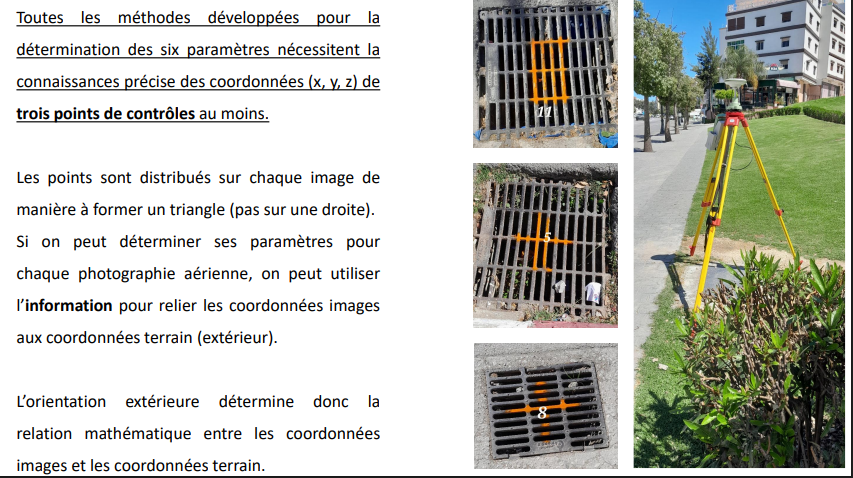 Toutes les méthodes développées pour la
détermination des six paramètres nécessitent la
connaissances précise des coordonnées (x, y, z) de
trois points de contrôles au moins.
Les points sont distribués sur chaque image de
manière à former un triangle (pas sur une droite).
Si on peut déterminer ses paramètres pour
chaque photographie aérienne, on peut utiliser
l’information pour relier les coordonnées images
aux coordonnées terrain (extérieur).
L’orientation extérieure détermine donc la
relation mathématique entre les coordonnées
images et les coordonnées terrain.
11
5
8